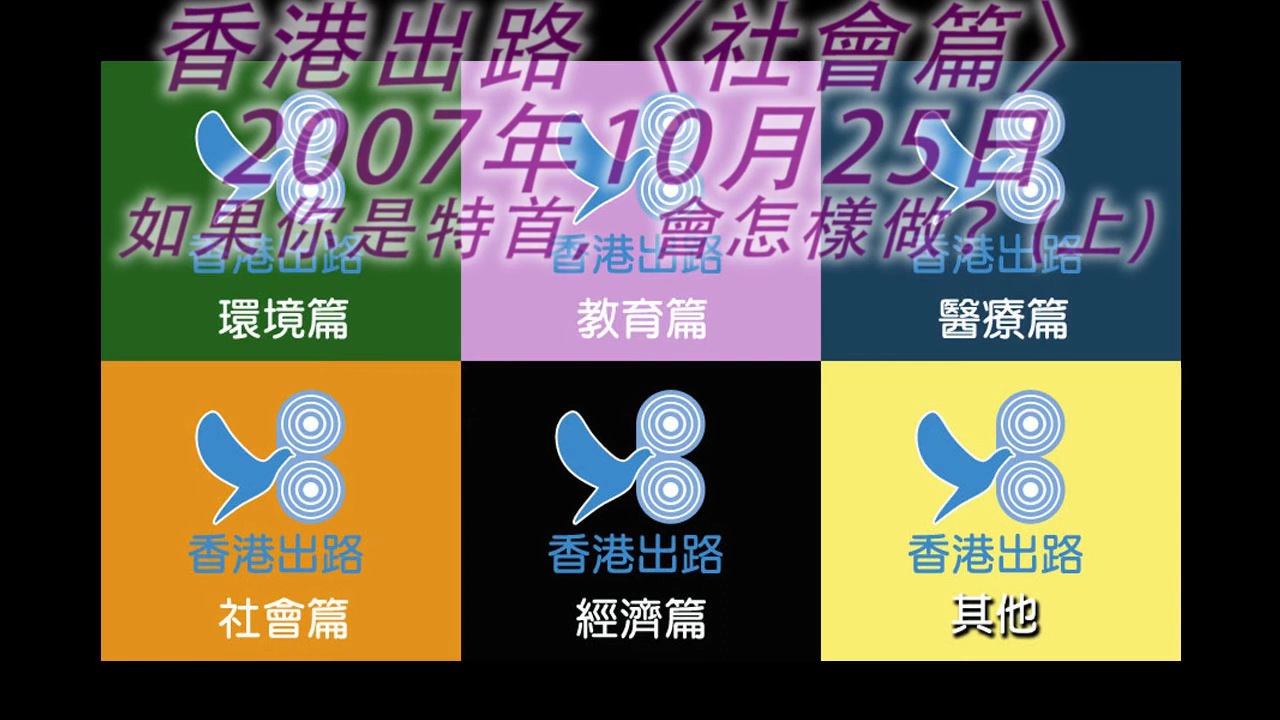 香港出路〈社會篇〉
2007年10月25日
如果你是特首，會怎樣做？(上)
香港出路
香港出路
香港出路
環境篇
教育篇
醫療篇
香港出路
香港出路
香港出路
社會篇
經濟篇
其他